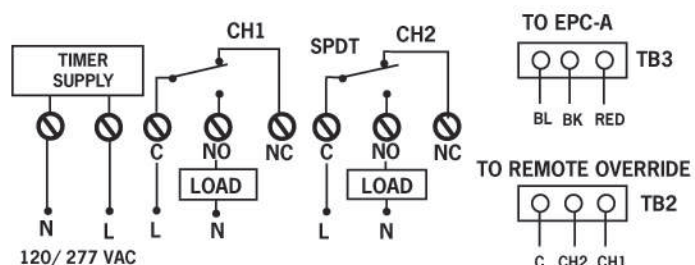 TIMER
SUPPLY
CH1
SPDT
CH2
C
NO
NC
C
NO
NC
LOAD
LOAD
N
L
L
N
L
N
120/ 277 VAC
TO EPC-A
TB3
BL BK RED
TO REMOTE OVERRIDE
TB2
C CH2 CH1